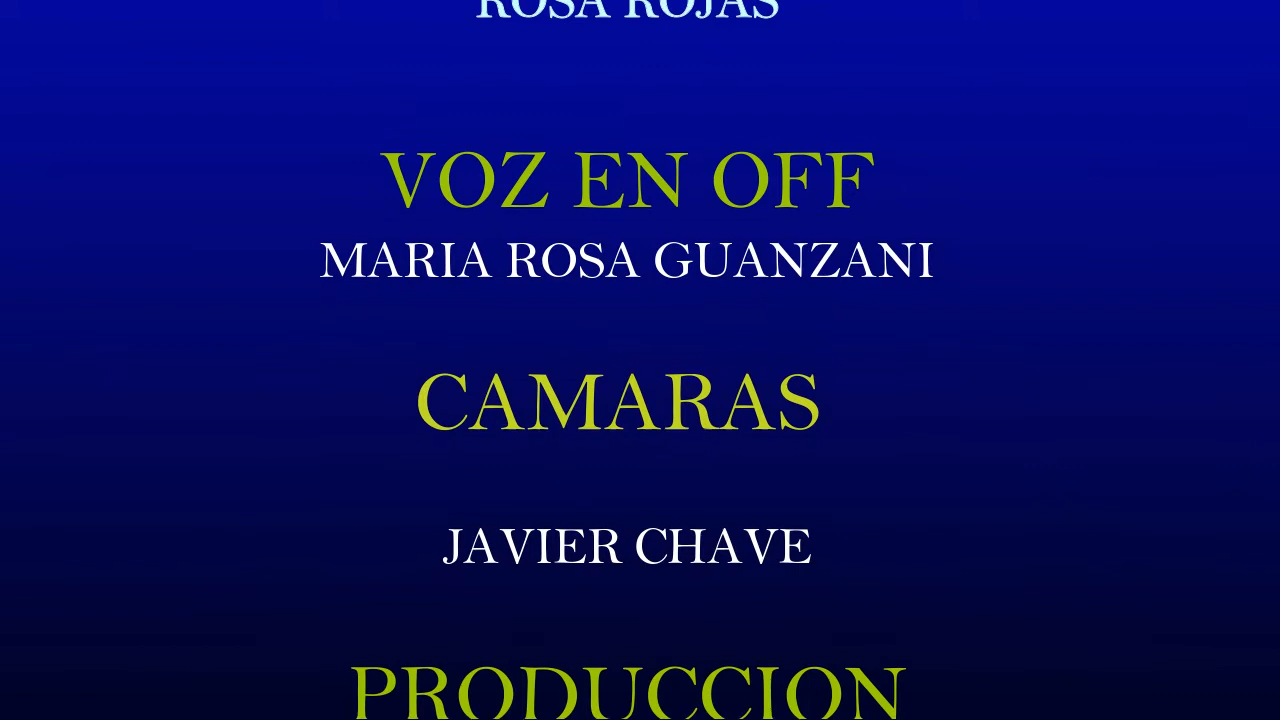 ROSA ROJAS
VOZ EN OFF
MARIA ROSA GUANZANI
CAMARAS
JAVIER CHAVE
PRODUCCION